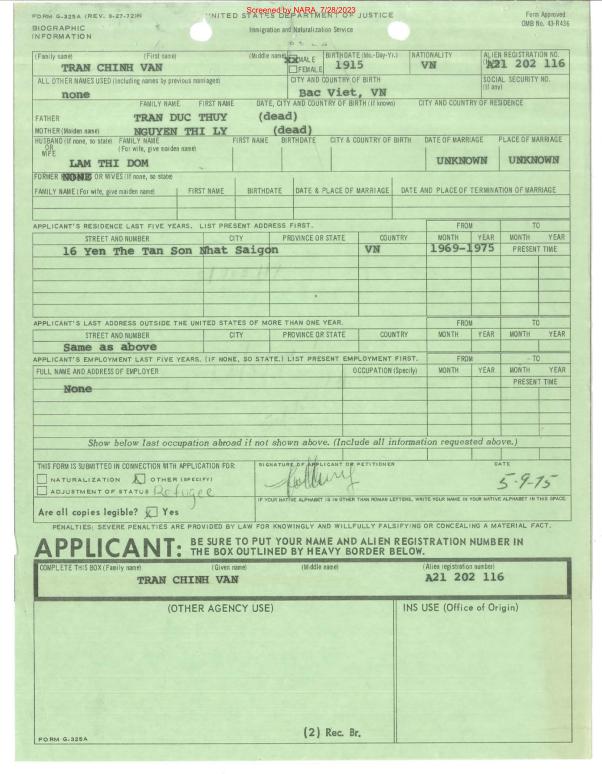 Screened by NARA, 7/28/2023
FORM G-325A (REV. 9-27-72)N
UNITED STATES DEPARTMENT OF JUSTICE
Form Approved
OMB No. 43-R436
BIOGRAPHIC
INFORMATION
Immigration and Naturalization Service
(Family name) (First name) (Middle name) XX MALE FEMALE BIRTHDATE (Mo.-Day-Yr.) NATIONALITY ALIEN REGISTRATION NO.
TRAN CHINH VAN 1915 VN A21 202 116
ALL OTHER NAMES USED (Including names by previous marriages) CITY AND COUNTRY OF BIRTH SOCIAL SECURITY NO. (If any)
none Bac Viet, VN
FAMILY NAME FIRST NAME DATE, CITY AND COUNTRY OF BIRTH (If known) CITY AND COUNTRY OF RESIDENCE
FATHER TRAN DUC THUY (dead)
MOTHER (Maiden name) NGUYEN THI LY (dead)
HUSBAND (If none, so state) OR WIFE FAMILY NAME (For wife, give maiden name) FIRST NAME BIRTHDATE CITY & COUNTRY OF BIRTH DATE OF MARRIAGE PLACE OF MARRIAGE
LAM THI DOM UNKNOWN UNKNOWN
FORMER HUSBANDS OR WIVES (If none, so state)
NONE
FAMILY NAME (For wife, give maiden name) FIRST NAME BIRTHDATE DATE & PLACE OF MARRIAGE DATE AND PLACE OF TERMINATION OF MARRIAGE
APPLICANT'S RESIDENCE LAST FIVE YEARS. LIST PRESENT ADDRESS FIRST. FROM TO
STREET AND NUMBER CITY PROVINCE OR STATE COUNTRY MONTH YEAR MONTH YEAR
16 Yen The Tan Son Nhat Saigon VN 1969-1975 PRESENT TIME
APPLICANT'S LAST ADDRESS OUTSIDE THE UNITED STATES OF MORE THAN ONE YEAR. FROM TO
STREET AND NUMBER CITY PROVINCE OR STATE COUNTRY MONTH YEAR MONTH YEAR
Same as above
APPLICANT'S EMPLOYMENT LAST FIVE YEARS. (IF NONE, SO STATE.) LIST PRESENT EMPLOYMENT FIRST. FROM TO
FULL NAME AND ADDRESS OF EMPLOYER OCCUPATION (Specify) MONTH YEAR MONTH YEAR
None PRESENT TIME
Show below last occupation abroad if not shown above. (Include all information requested above.)
THIS FORM IS SUBMITTED IN CONNECTION WITH APPLICATION FOR: SIGNATURE OF APPLICANT OR PETITIONER DATE
NATURALIZATION X OTHER (SPECIFY)
ADJUSTMENT OF STATUS Refugee 5-9-75
IF YOUR NATIVE ALPHABET IS IN OTHER THAN ROMAN LETTERS, WRITE YOUR NAME IN YOUR NATIVE ALPHABET IN THIS SPACE.
Are all copies legible? X Yes
PENALTIES: SEVERE PENALTIES ARE PROVIDED BY LAW FOR KNOWINGLY AND WILLFULLY FALSIFYING OR CONCEALING A MATERIAL FACT.
APPLICANT: BE SURE TO PUT YOUR NAME AND ALIEN REGISTRATION NUMBER IN
THE BOX OUTLINED BY HEAVY BORDER BELOW.
COMPLETE THIS BOX (Family name) (Given name) (Middle name) (Alien registration number)
TRAN CHINH VAN A21 202 116
(OTHER AGENCY USE) INS USE (Office of Origin)
(2) Rec. Br.
FORM G-325A